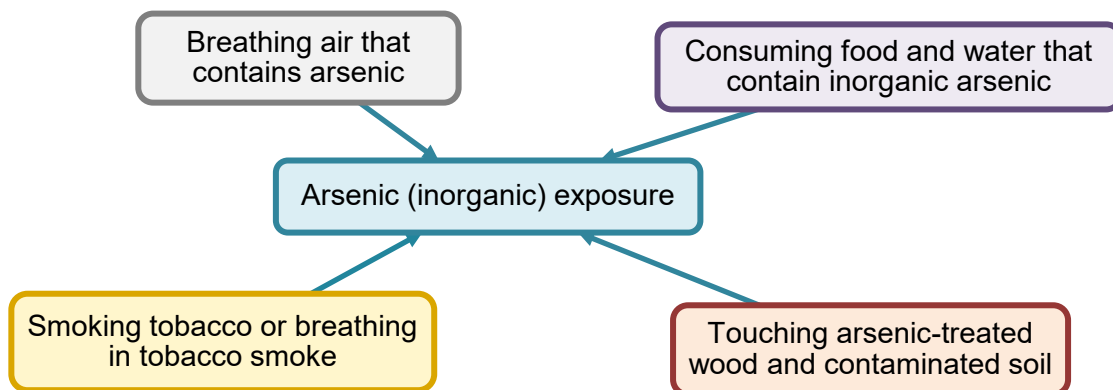 Breathing air that
contains arsenic
Consuming food and water that
contain inorganic arsenic
Arsenic (inorganic) exposure
Smoking tobacco or breathing
in tobacco smoke
Touching arsenic-treated
wood and contaminated soil